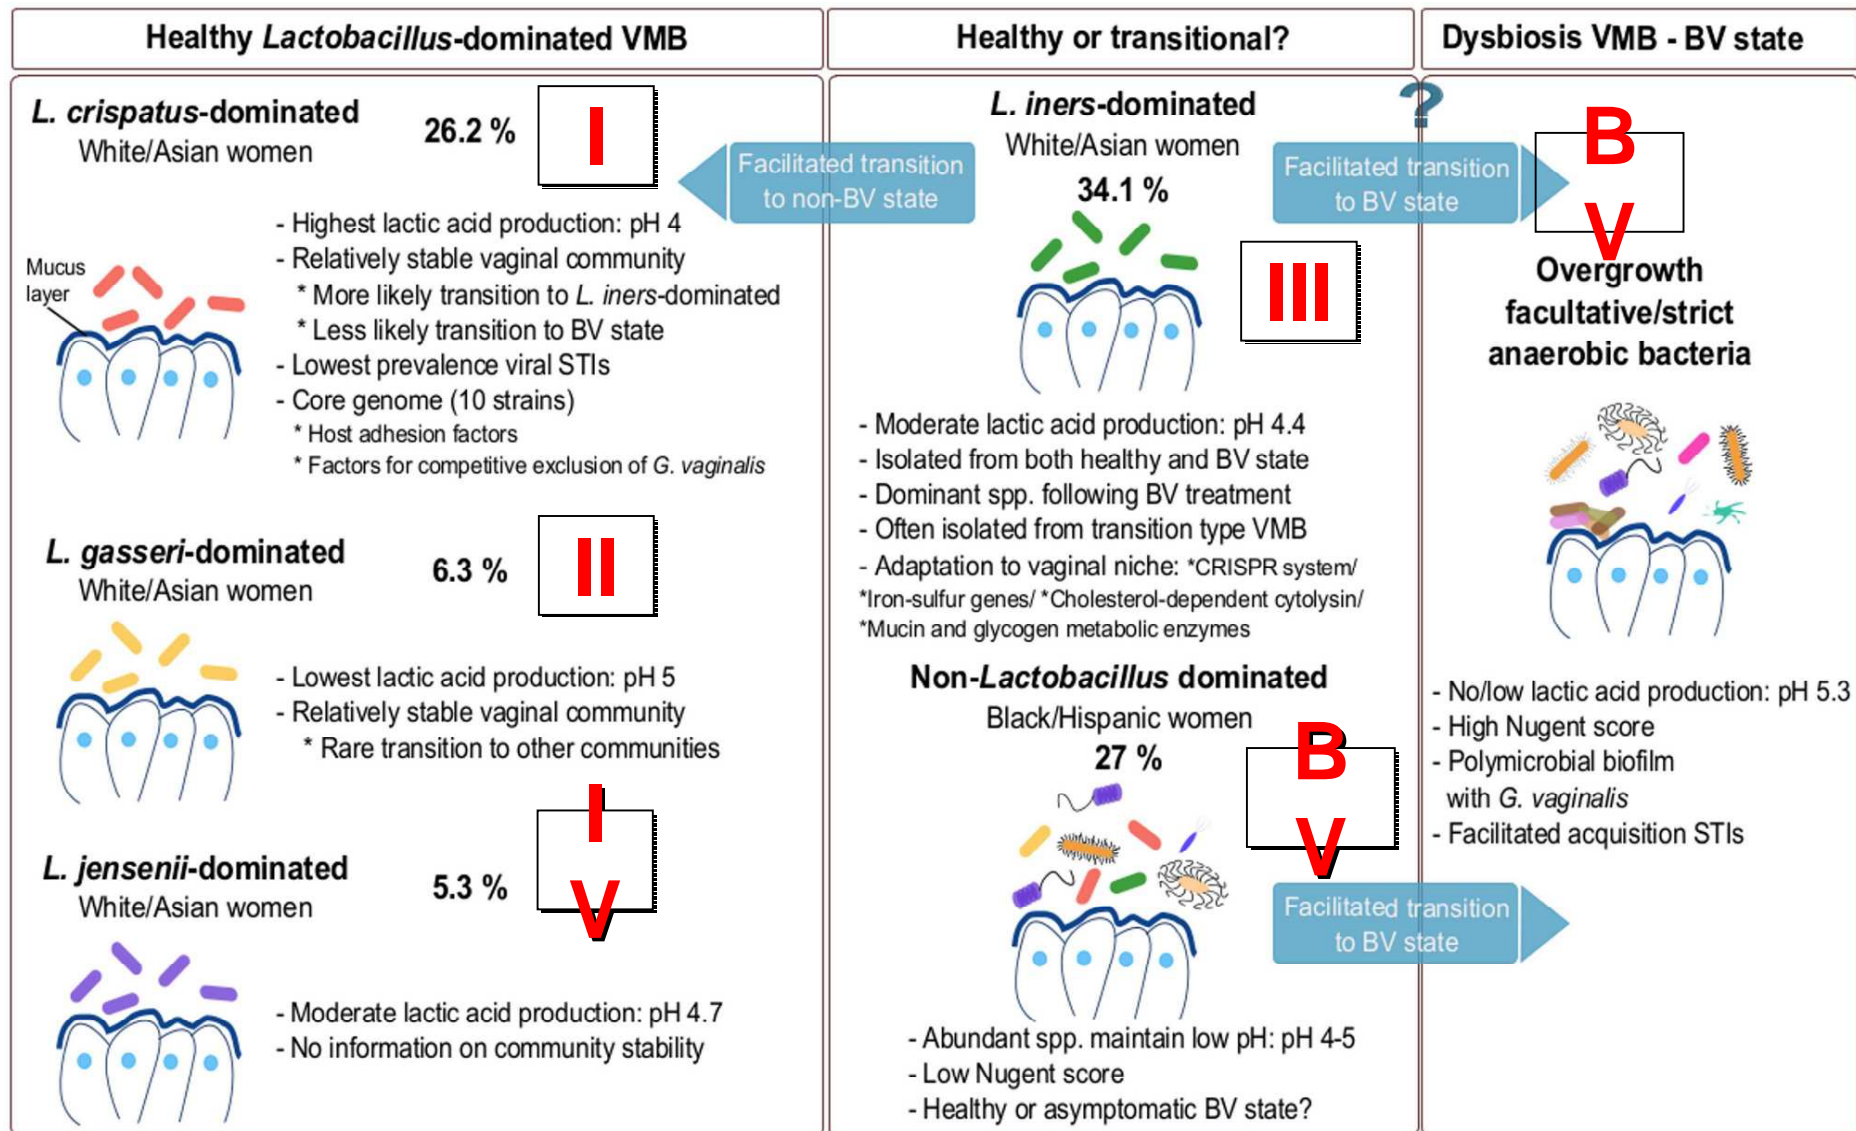 Healthy Lactobacillus-dominated VMB
L. crispatus-dominated
White/Asian women
26.2 %
I
Mucus
layer
- Highest lactic acid production: pH 4
- Relatively stable vaginal community
* More likely transition to L. iners-dominated
* Less likely transition to BV state
- Lowest prevalence viral STIs
- Core genome (10 strains)
* Host adhesion factors
* Factors for competitive exclusion of G. vaginalis
L. gasseri-dominated
White/Asian women
6.3 %
II
- Lowest lactic acid production: pH 5
- Relatively stable vaginal community
* Rare transition to other communities
L. jensenii-dominated
White/Asian women
5.3 %
I
V
- Moderate lactic acid production: pH 4.7
- No information on community stability
Healthy or transitional?
Facilitated transition
to non-BV state
L. iners-dominated
White/Asian women
34.1 %
III
?
Facilitated transition
to BV state
- Moderate lactic acid production: pH 4.4
- Isolated from both healthy and BV state
- Dominant spp. following BV treatment
- Often isolated from transition type VMB
- Adaptation to vaginal niche: *CRISPR system/
*Iron-sulfur genes/ *Cholesterol-dependent cytolysin/
*Mucin and glycogen metabolic enzymes
Non-Lactobacillus dominated
Black/Hispanic women
27 %
B
V
Facilitated transition
to BV state
- Abundant spp. maintain low pH: pH 4-5
- Low Nugent score
- Healthy or asymptomatic BV state?
Dysbiosis VMB - BV state
B
V
Overgrowth
facultative/strict
anaerobic bacteria
- No/low lactic acid production: pH 5.3
- High Nugent score
- Polymicrobial biofilm
with G. vaginalis
- Facilitated acquisition STIs